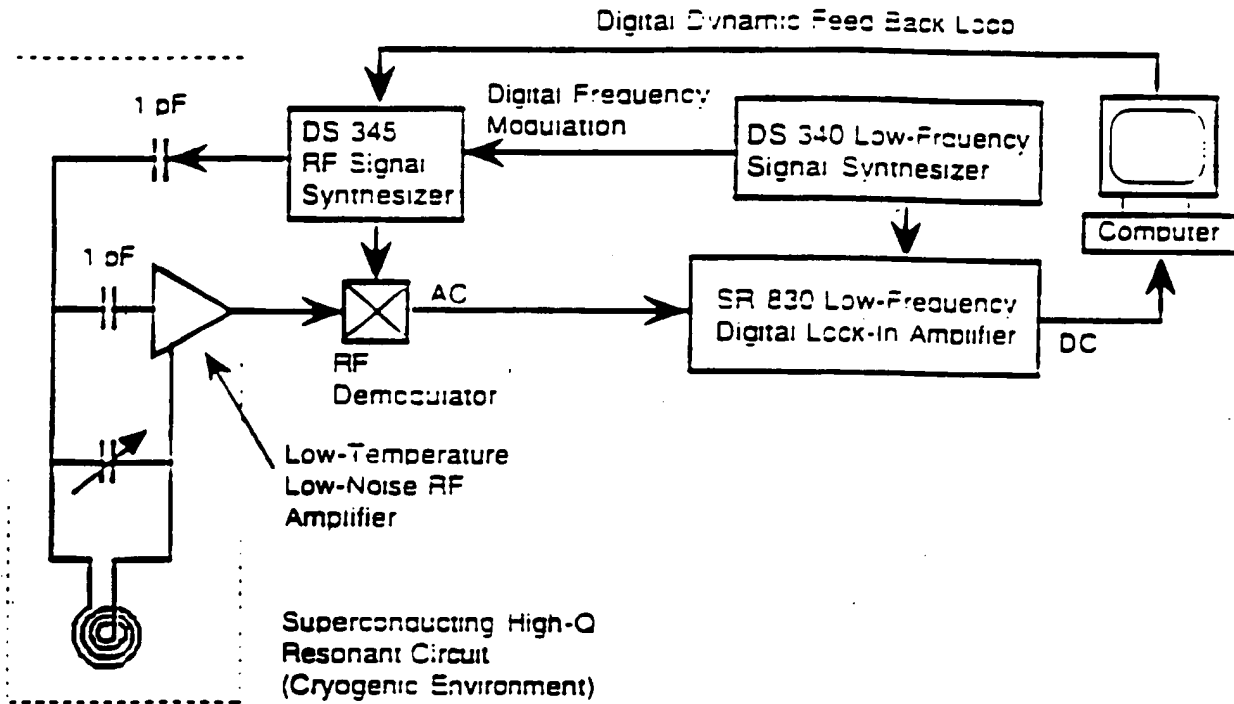 Digital Dynamic Feed Back Loop
1 pF
DS 345
RF Signal
Synthesizer
Digital Frequency
Modulation
DS 340 Low-Frquency
Signal Synthesizer
Computer
1 pF
AC
SR 830 Low-Frequency
Digital Lock-In Amplifier
DC
RF
Demodulator
Low-Temperature
Low-Noise RF
Amplifier
Superconducting High-Q
Resonant Circuit
(Cryogenic Environment)